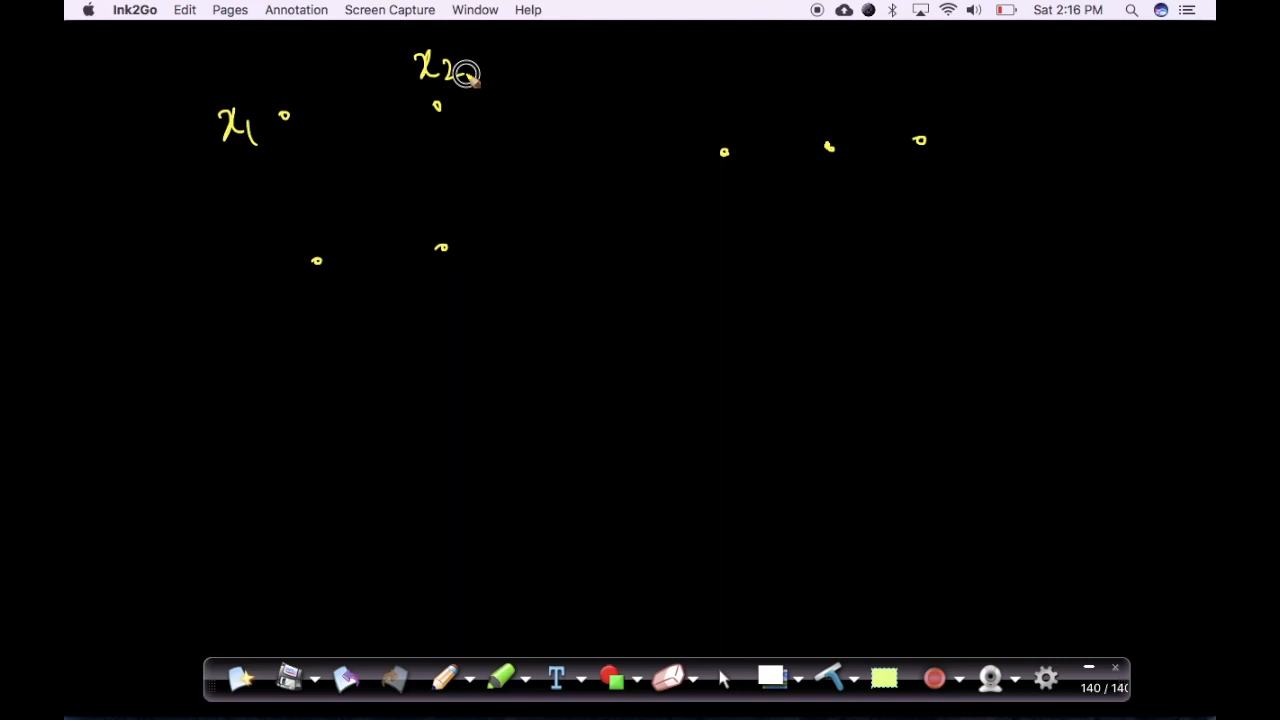 Ink2Go Edit Pages Annotation Screen Capture Window Help Sat 2:16 PM
x2
x1
T
140 / 140